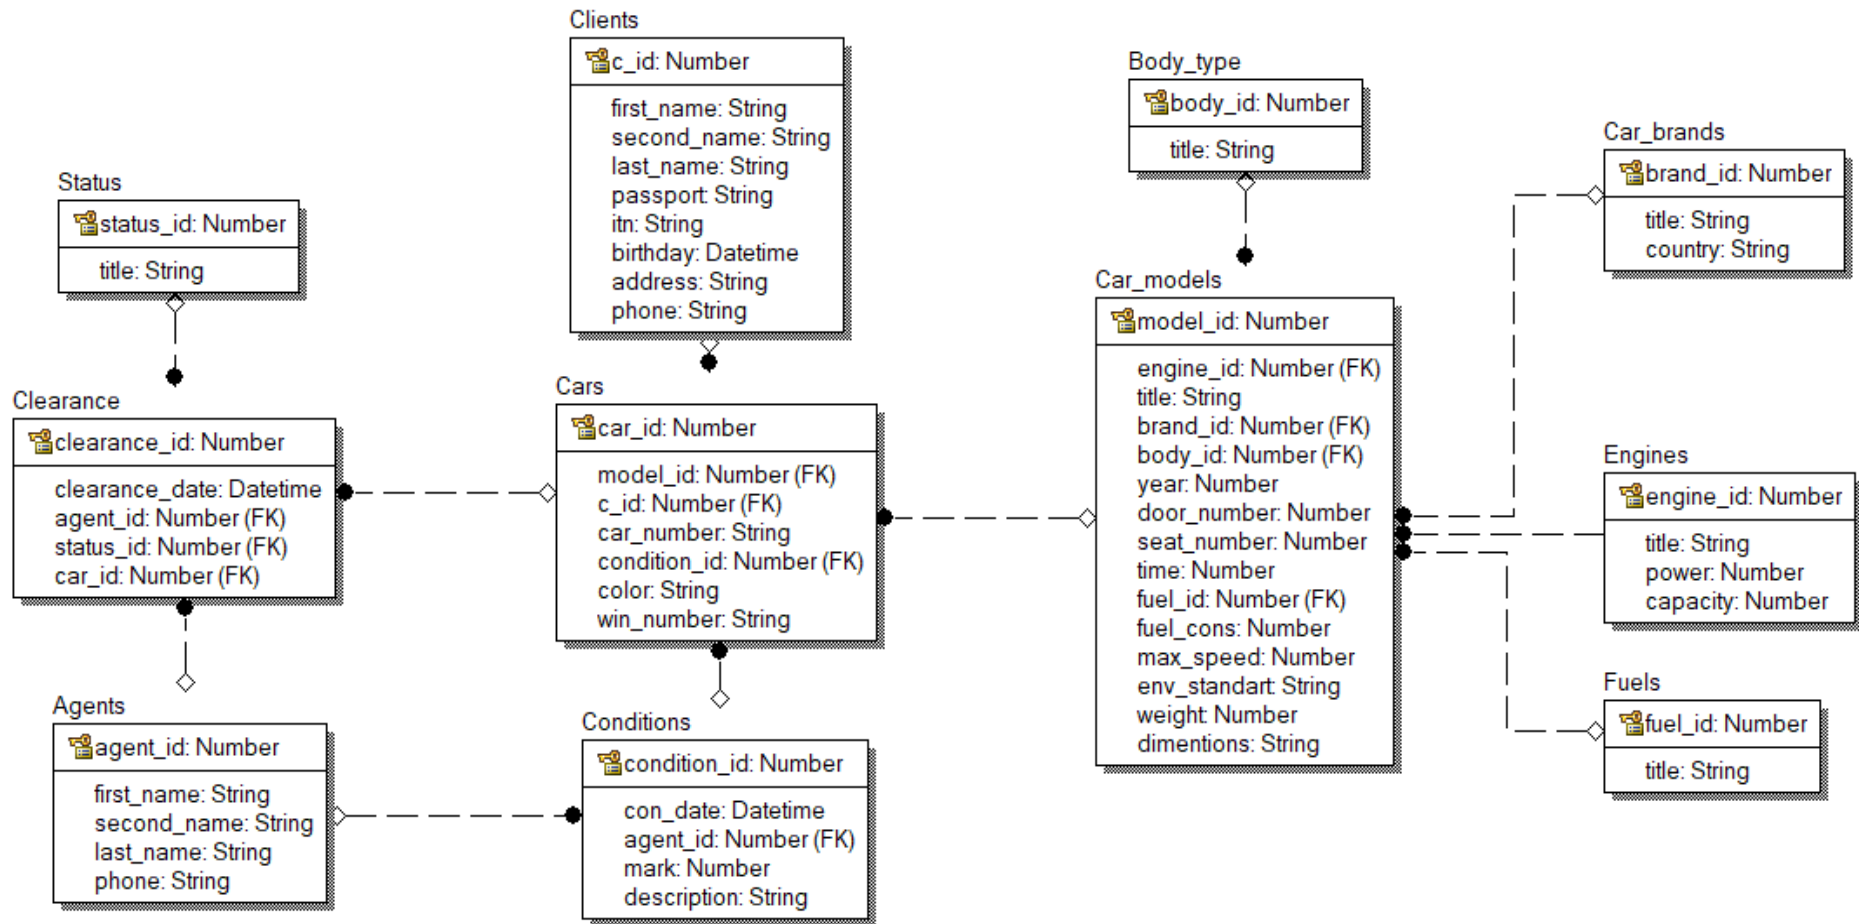 Clients
c_id: Number
first_name: String
second_name: String
last_name: String
passport: String
itn: String
birthday: Datetime
address: String
phone: String
Body_type
body_id: Number
title: String
Car_brands
brand_id: Number
title: String
country: String
Status
status_id: Number
title: String
Clearance
clearance_id: Number
clearance_date: Datetime
agent_id: Number (FK)
status_id: Number (FK)
car_id: Number (FK)
Cars
car_id: Number
model_id: Number (FK)
c_id: Number (FK)
car_number: String
condition_id: Number (FK)
color: String
win_number: String
Car_models
model_id: Number
engine_id: Number (FK)
title: String
brand_id: Number (FK)
body_id: Number (FK)
year: Number
door_number: Number
seat_number: Number
time: Number
fuel_id: Number (FK)
fuel_cons: Number
max_speed: Number
env_standart: String
weight: Number
dimentions: String
Engines
engine_id: Number
title: String
power: Number
capacity: Number
Agents
agent_id: Number
first_name: String
second_name: String
last_name: String
phone: String
Conditions
condition_id: Number
con_date: Datetime
agent_id: Number (FK)
mark: Number
description: String
Fuels
fuel_id: Number
title: String